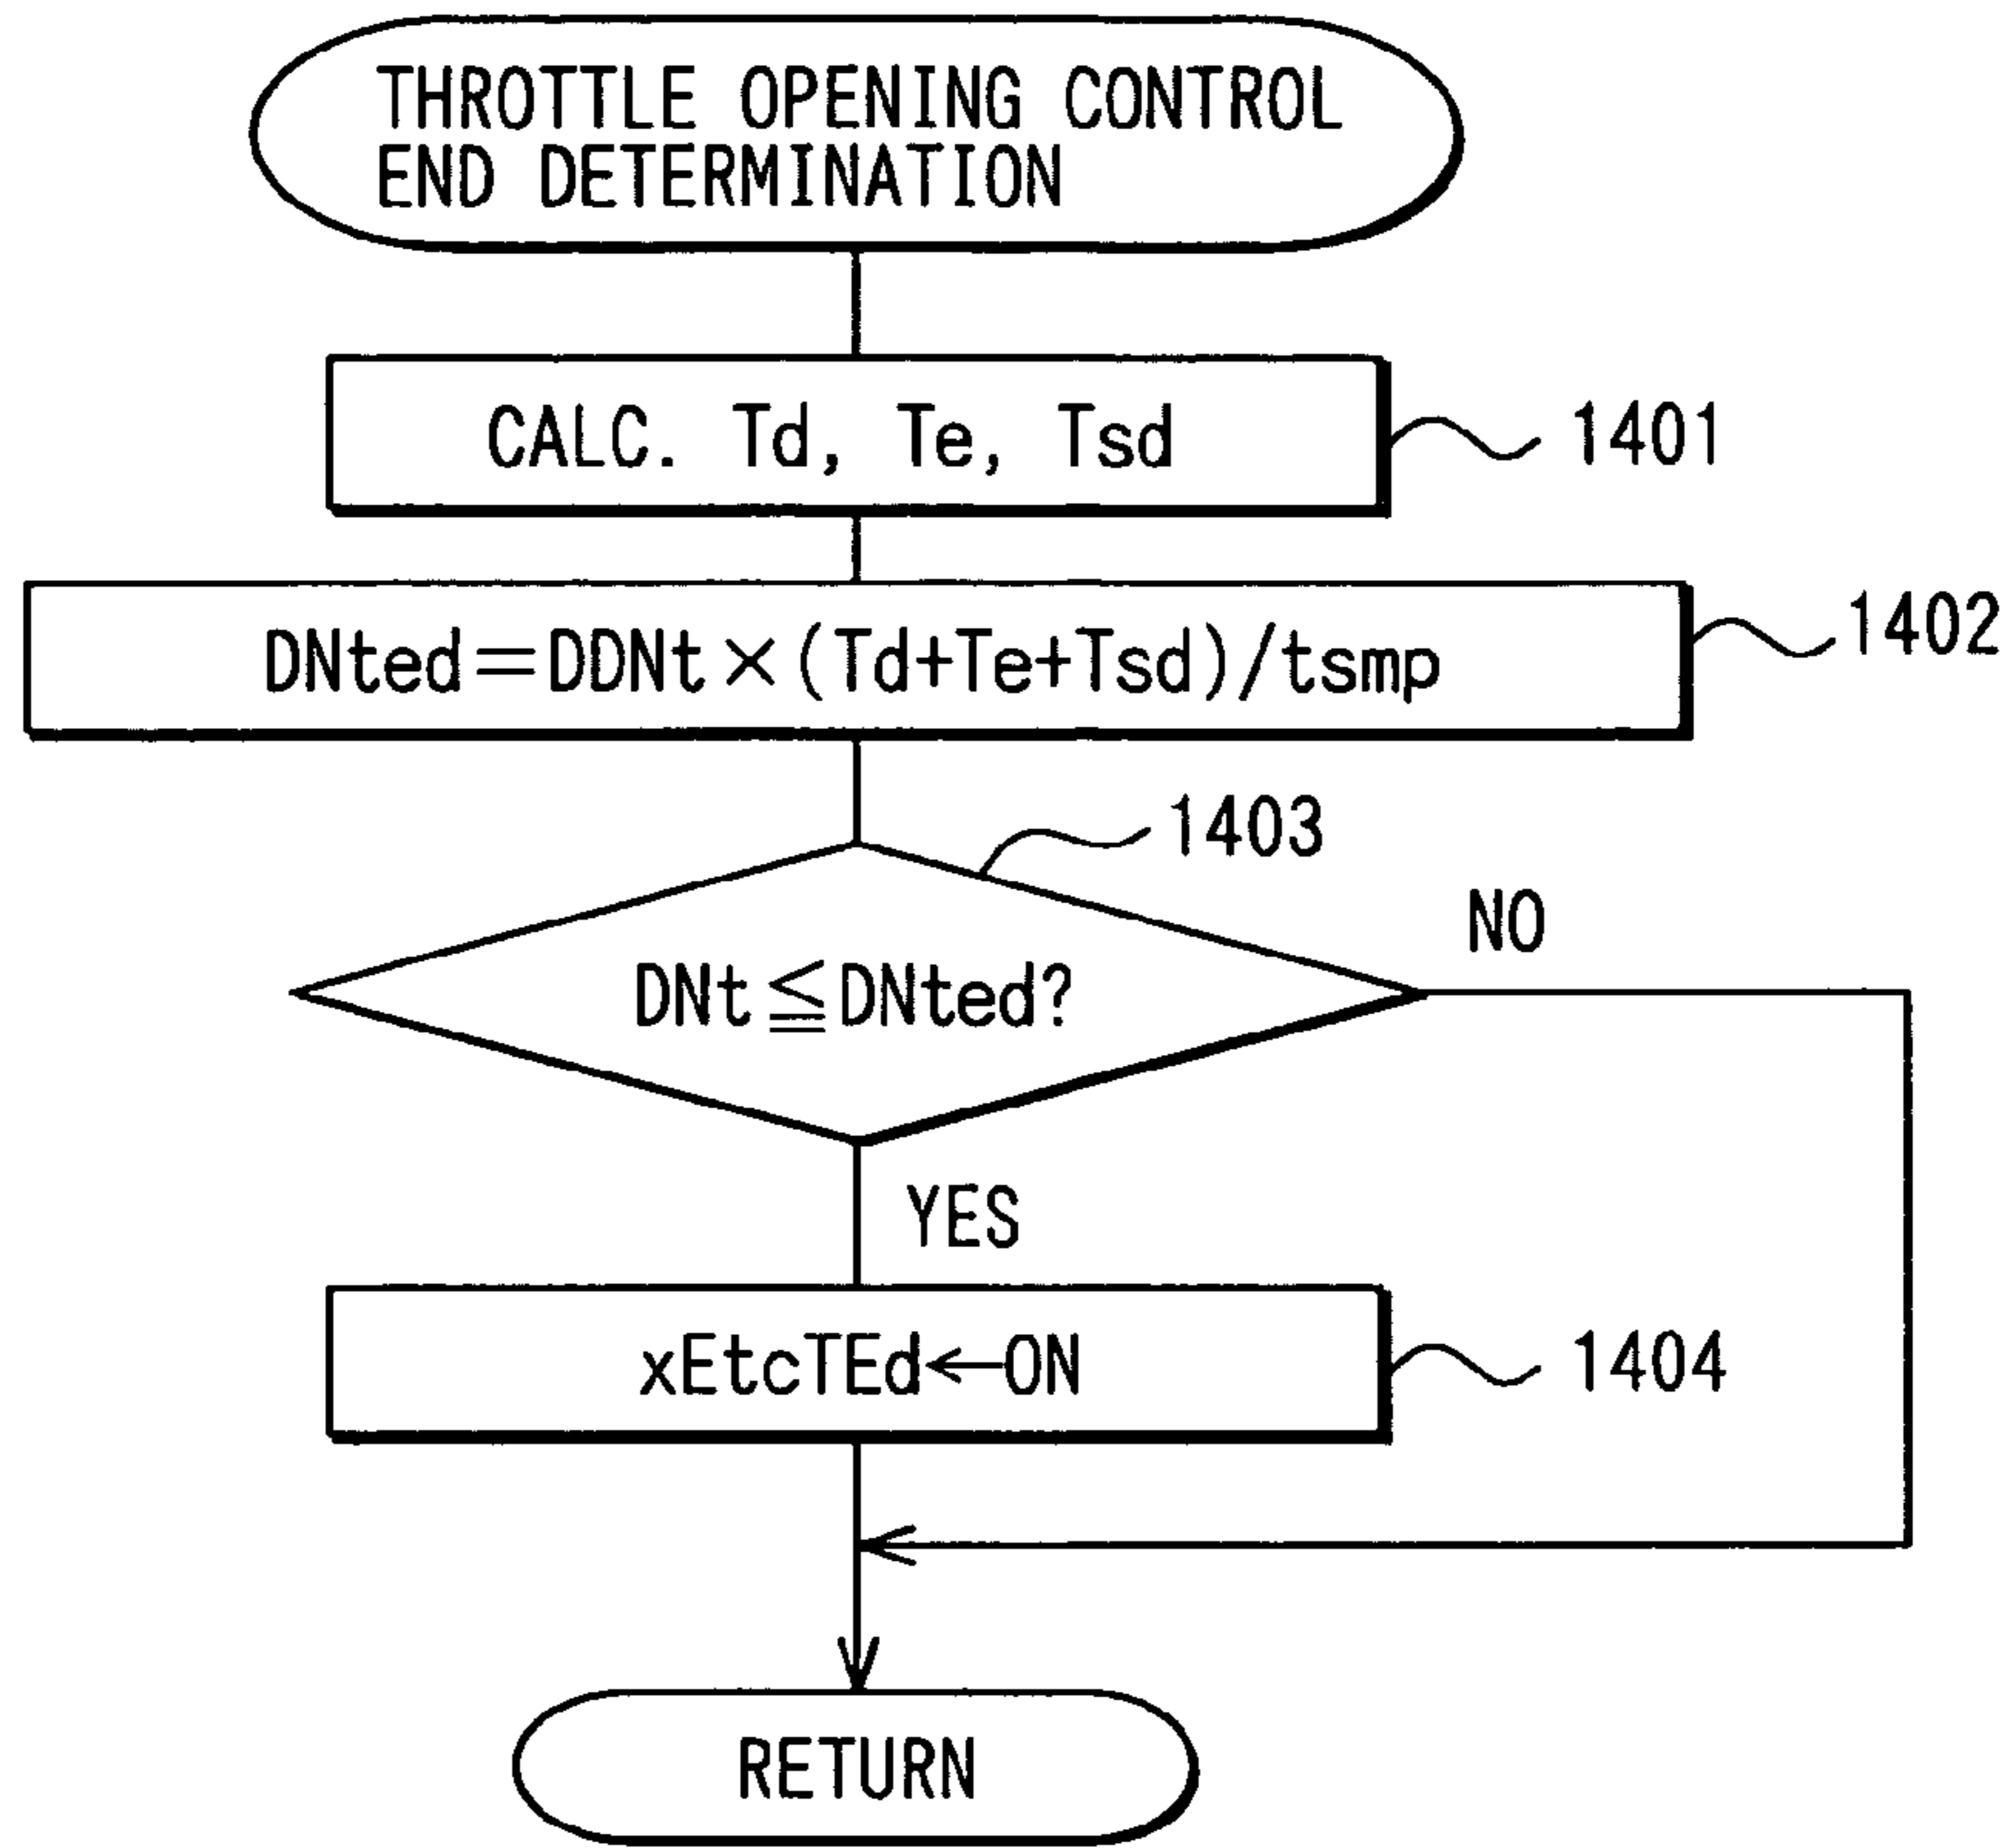 THROTTLE OPENING CONTROL
END DETERMINATION
CALC. Td, Te, Tsd
1401
DNted=DDNt×(Td+Te+Tsd)/tsmp
1402
1403
DNt≦DNted?
NO
YES
xEtcTEd←ON
1404
RETURN